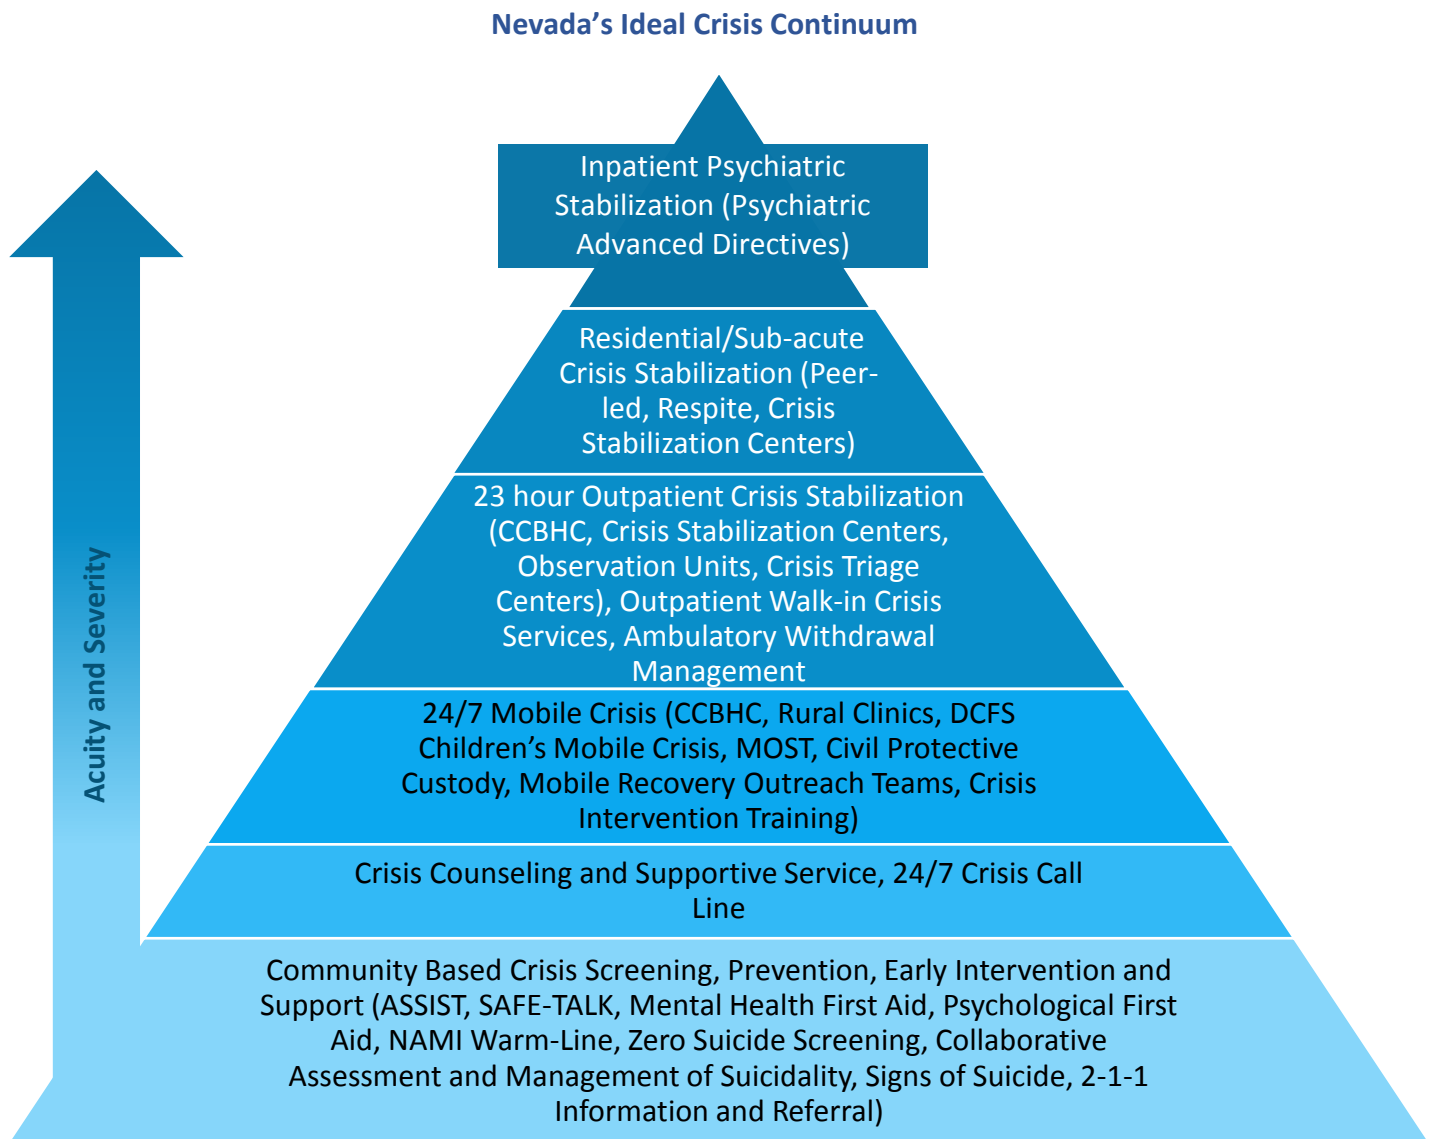 Nevada’s Ideal Crisis Continuum
Inpatient Psychiatric
Stabilization (Psychiatric
Advanced Directives)
Residential/Sub-acute
Crisis Stabilization (Peer-
led, Respite, Crisis
Stabilization Centers)
23 hour Outpatient Crisis Stabilization
(CCBHC, Crisis Stabilization Centers,
Observation Units, Crisis Triage
Centers), Outpatient Walk-in Crisis
Services, Ambulatory Withdrawal
Management
24/7 Mobile Crisis (CCBHC, Rural Clinics, DCFS
Children’s Mobile Crisis, MOST, Civil Protective
Custody, Mobile Recovery Outreach Teams, Crisis
Intervention Training)
Crisis Counseling and Supportive Service, 24/7 Crisis Call
Line
Community Based Crisis Screening, Prevention, Early Intervention and
Support (ASSIST, SAFE-TALK, Mental Health First Aid, Psychological First
Aid, NAMI Warm-Line, Zero Suicide Screening, Collaborative
Assessment and Management of Suicidality, Signs of Suicide, 2-1-1
Information and Referral)
Acuity and Severity